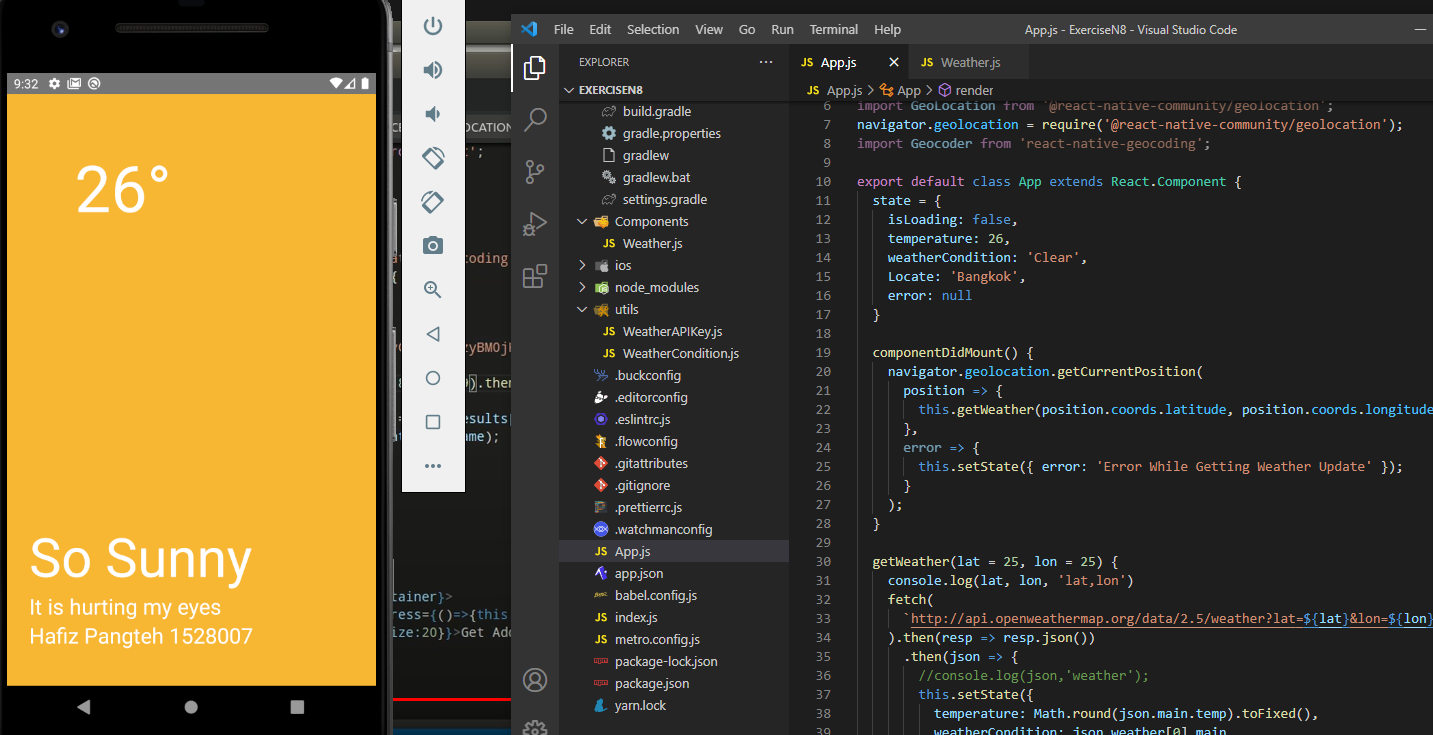 9:32
26°
So Sunny
It is hurting my eyes
Hafiz Pangteh 1528007
OCATION
t';
coding
{
zyBMOjk
).then
esults[
me);
tainer}>
ress={()=>{this
ize:20}}>Get Add
File Edit Selection View Go Run Terminal Help
App.js - ExerciseN8 - Visual Studio Code
EXPLORER
EXERCISEN8
build.gradle
gradle.properties
gradlew
gradlew.bat
settings.gradle
Components
JS Weather.js
ios
node_modules
utils
JS WeatherAPIKey.js
JS WeatherCondition.js
.buckconfig
.editorconfig
.eslintrc.js
.flowconfig
.gitattributes
.gitignore
.prettierrc.js
.watchmanconfig
JS App.js
app.json
babel.config.js
JS index.js
JS metro.config.js
package-lock.json
package.json
yarn.lock
JS App.js JS Weather.js
JS App.js > App > render
6 import GeoLocation from '@react-native-community/geolocation';
7 navigator.geolocation = require('@react-native-community/geolocation');
8 import Geocoder from 'react-native-geocoding';
9
10 export default class App extends React.Component {
11 state = {
12 isLoading: false,
13 temperature: 26,
14 weatherCondition: 'Clear',
15 Locate: 'Bangkok',
16 error: null
17 }
18
19 componentDidMount() {
20 navigator.geolocation.getCurrentPosition(
21 position => {
22 this.getWeather(position.coords.latitude, position.coords.longitude
23 },
24 error => {
25 this.setState({ error: 'Error While Getting Weather Update' });
26 }
27 );
28 }
29
30 getWeather(lat = 25, lon = 25) {
31 console.log(lat, lon, 'lat,lon')
32 fetch(
33 `http://api.openweathermap.org/data/2.5/weather?lat=${lat}&lon=${lon}
34 ).then(resp => resp.json())
35 .then(json => {
36 //console.log(json,'weather');
37 this.setState({
38 temperature: Math.round(json.main.temp).toFixed(),
39 weatherCondition: json.weather[0].main